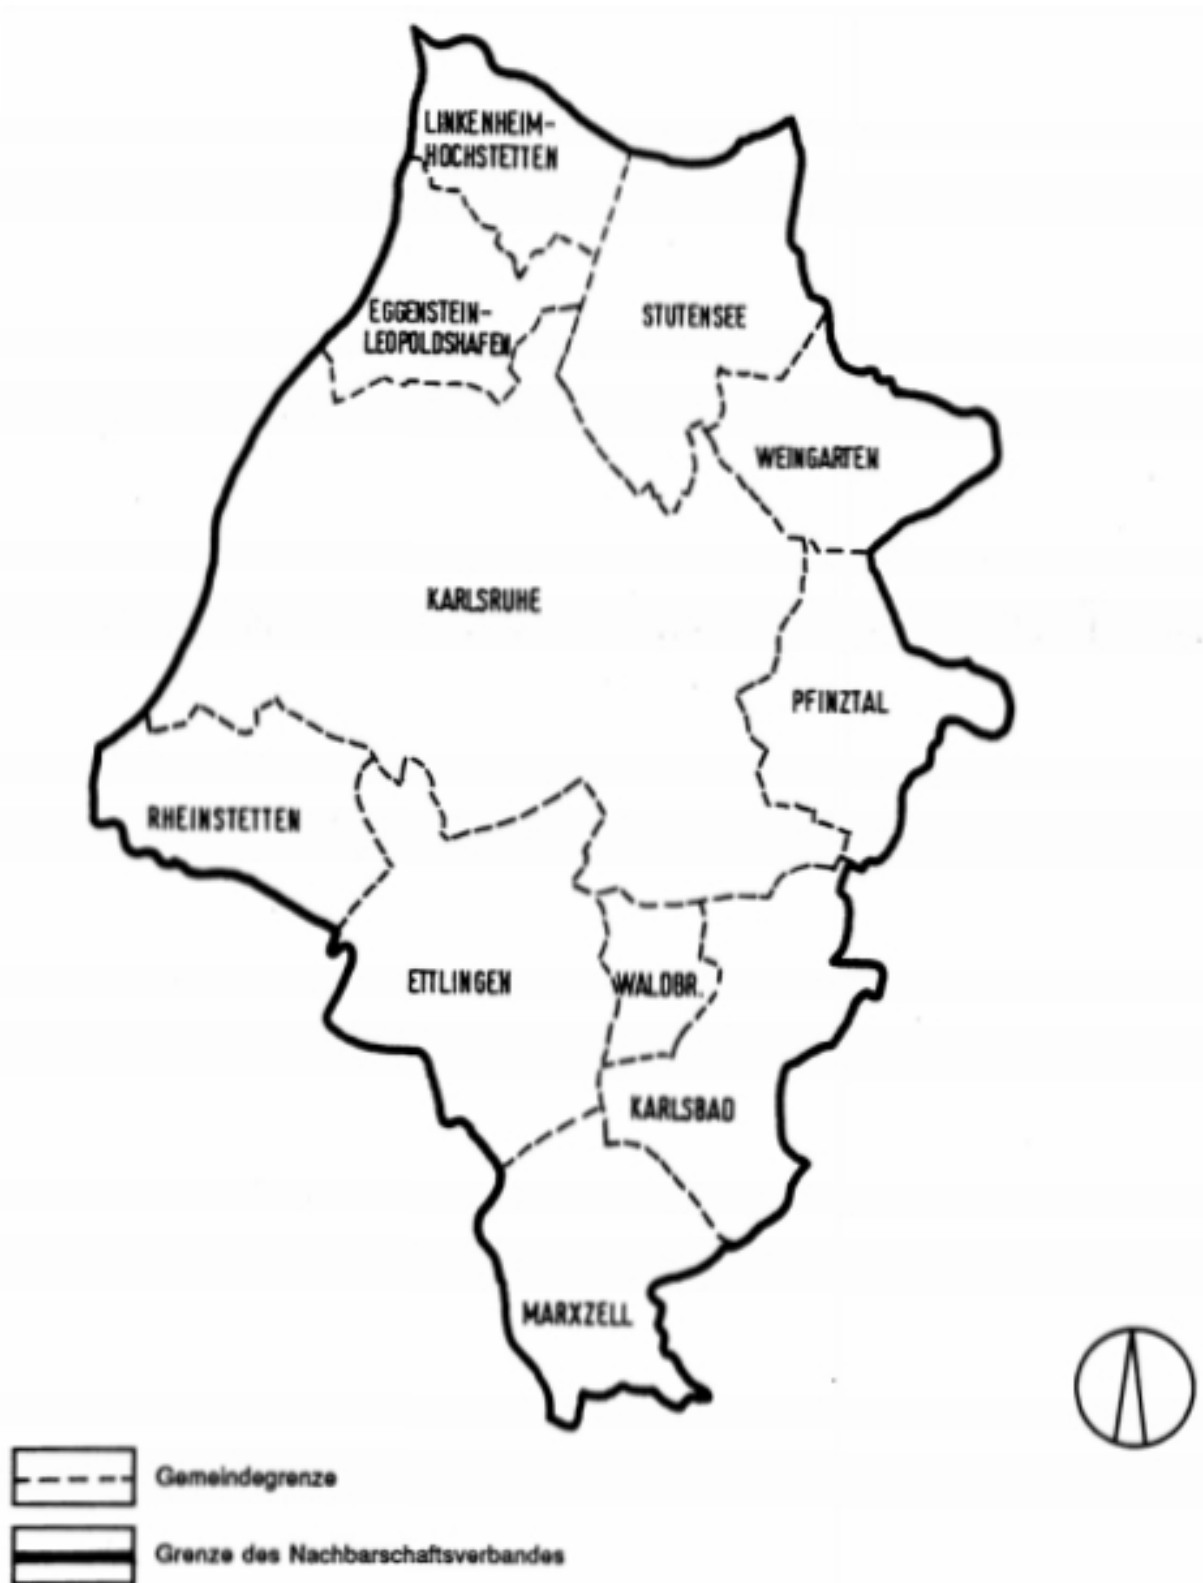 LINKENHEIM-
HOCHSTETTEN
EGGENSTEIN-
LEOPOLDSHAFEN
STUTENSEE
WEINGARTEN
KARLSRUHE
PFINZTAL
RHEINSTETTEN
ETTLINGEN
WALDBR.
KARLSBAD
MARXZELL
Gemeindegrenze
Grenze des Nachbarschaftsverbandes